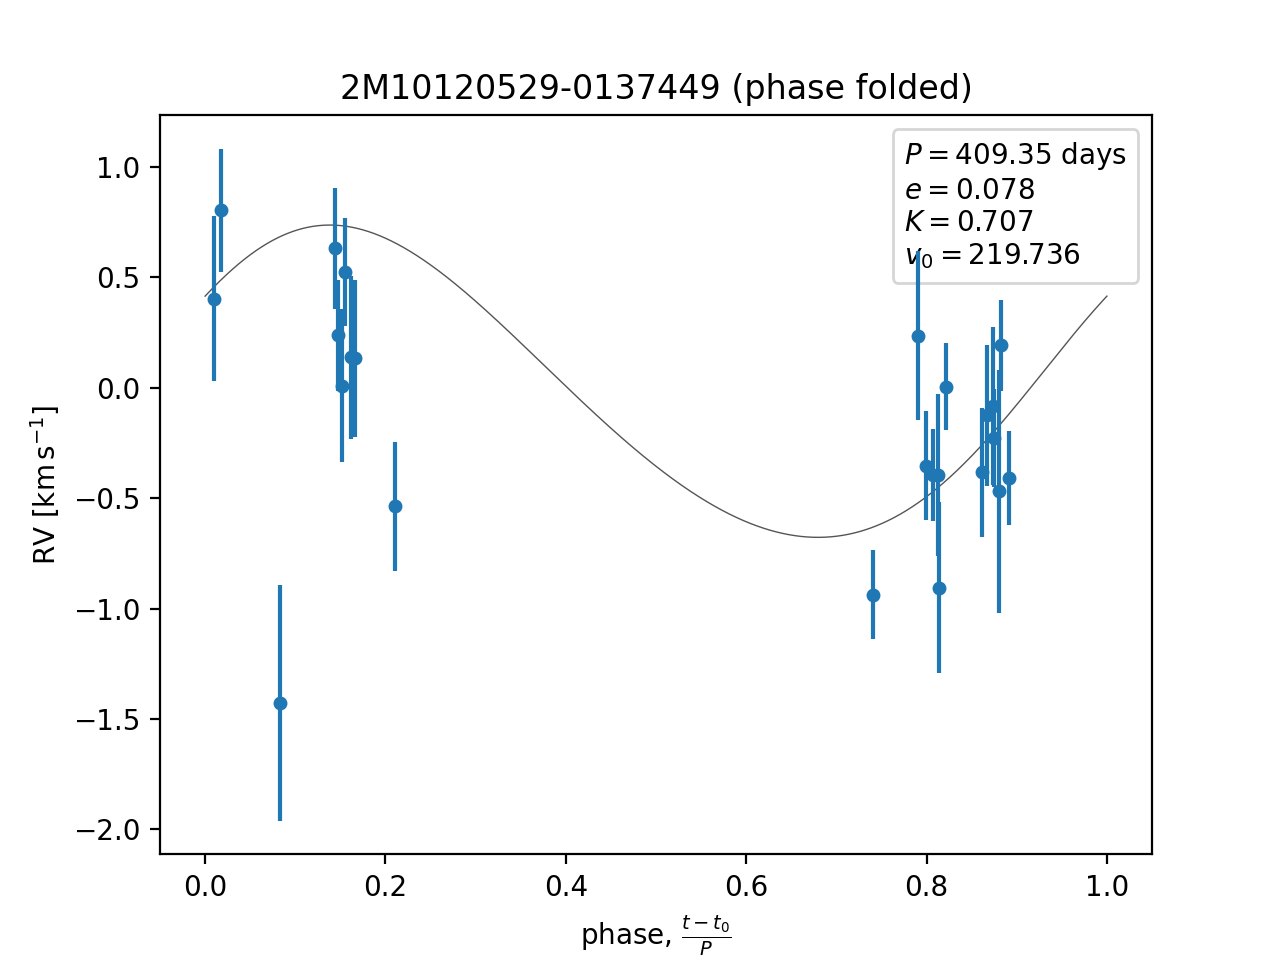 2M10120529-0137449 (phase folded)
P = 409.35 days
e = 0.078
K = 0.707
v₀ = 219.736
RV [km s⁻¹]
1.0
0.5
0.0
−0.5
−1.0
−1.5
−2.0
0.0 0.2 0.4 0.6 0.8 1.0
phase, (t − t₀)/P